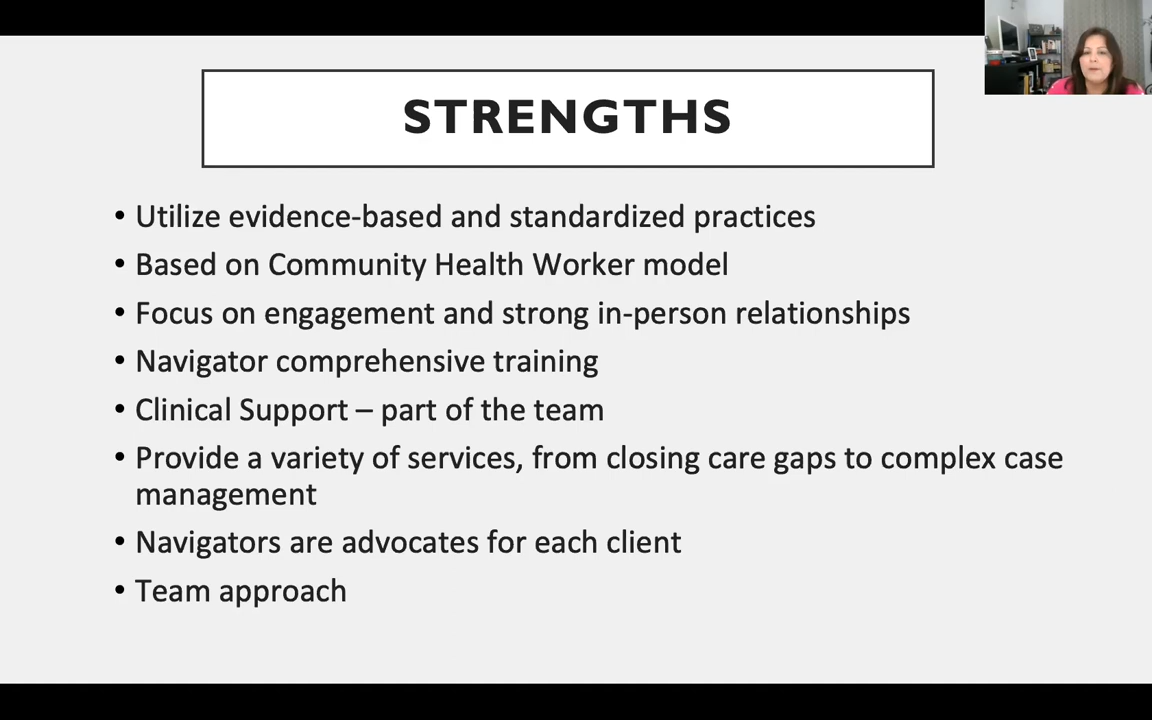 STRENGTHS
• Utilize evidence-based and standardized practices
• Based on Community Health Worker model
• Focus on engagement and strong in-person relationships
• Navigator comprehensive training
• Clinical Support – part of the team
• Provide a variety of services, from closing care gaps to complex case
management
• Navigators are advocates for each client
• Team approach